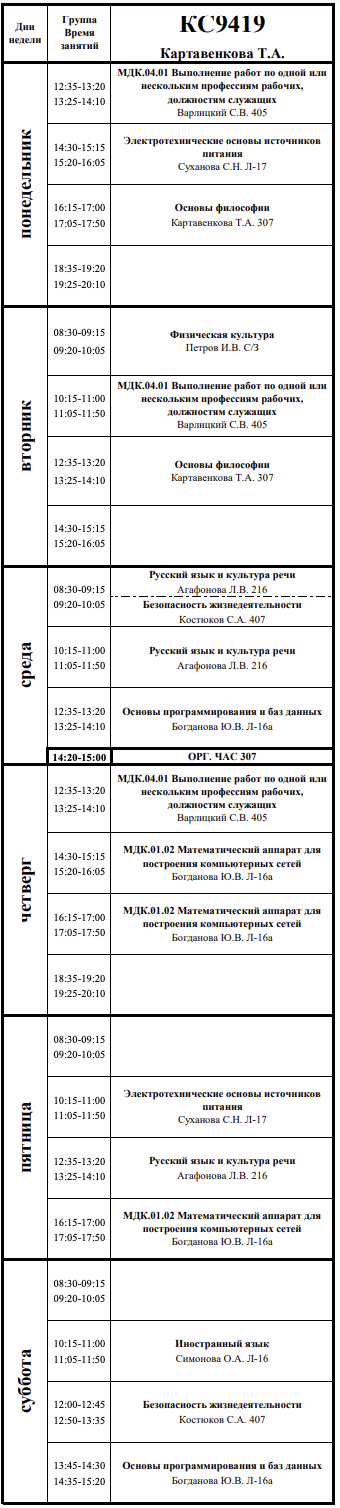 Дни
недели
Группа
Время
занятий
КС9419
Картавенкова Т.А.
понедельник
12:35-13:20
13:25-14:10
МДК.04.01 Выполнение работ по одной или
нескольким профессиям рабочих,
должностям служащих
Варлицкий С.В. 405
14:30-15:15
15:20-16:05
Электротехнические основы источников
питания
Суханова С.Н. Л-17
16:15-17:00
17:05-17:50
Основы философии
Картавенкова Т.А. 307
18:35-19:20
19:25-20:10
вторник
08:30-09:15
09:20-10:05
Физическая культура
Петров И.В. С/З
10:15-11:00
11:05-11:50
МДК.04.01 Выполнение работ по одной или
нескольким профессиям рабочих,
должностям служащих
Варлицкий С.В. 405
12:35-13:20
13:25-14:10
Основы философии
Картавенкова Т.А. 307
14:30-15:15
15:20-16:05
среда
08:30-09:15
09:20-10:05
Русский язык и культура речи
Агафонова Л.В. 216
Безопасность жизнедеятельности
Костюков С.А. 407
10:15-11:00
11:05-11:50
Русский язык и культура речи
Агафонова Л.В. 216
12:35-13:20
13:25-14:10
Основы программирования и баз данных
Богданова Ю.В. Л-16а
14:20-15:00
ОРГ. ЧАС 307
четверг
12:35-13:20
13:25-14:10
МДК.04.01 Выполнение работ по одной или
нескольким профессиям рабочих,
должностям служащих
Варлицкий С.В. 405
14:30-15:15
15:20-16:05
МДК.01.02 Математический аппарат для
построения компьютерных сетей
Богданова Ю.В. Л-16а
16:15-17:00
17:05-17:50
МДК.01.02 Математический аппарат для
построения компьютерных сетей
Богданова Ю.В. Л-16а
18:35-19:20
19:25-20:10
пятница
08:30-09:15
09:20-10:05
10:15-11:00
11:05-11:50
Электротехнические основы источников
питания
Суханова С.Н. Л-17
12:35-13:20
13:25-14:10
Русский язык и культура речи
Агафонова Л.В. 216
16:15-17:00
17:05-17:50
МДК.01.02 Математический аппарат для
построения компьютерных сетей
Богданова Ю.В. Л-16а
суббота
08:30-09:15
09:20-10:05
10:15-11:00
11:05-11:50
Иностранный язык
Симонова О.А. Л-16
12:00-12:45
12:50-13:35
Безопасность жизнедеятельности
Костюков С.А. 407
13:45-14:30
14:35-15:20
Основы программирования и баз данных
Богданова Ю.В. Л-16а